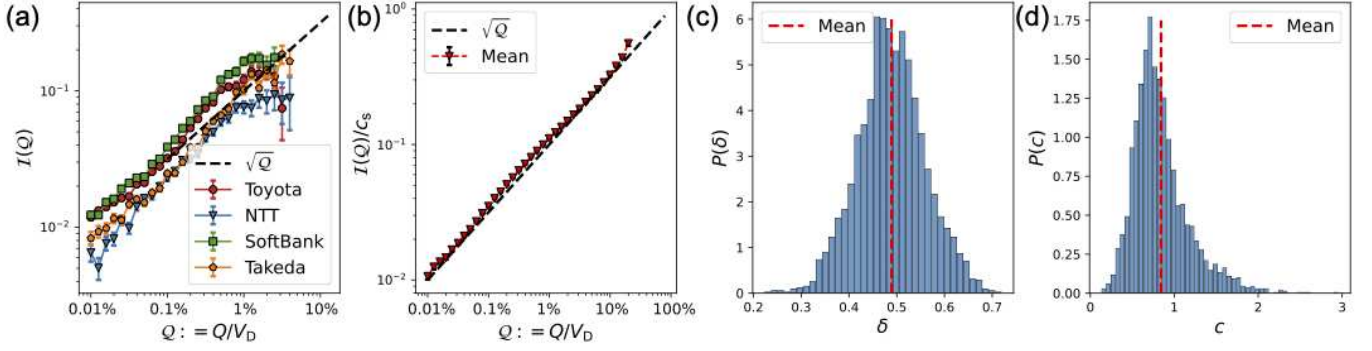 (a)
10⁻¹
10⁻²
I(Q)
√Q
Toyota
NTT
SoftBank
Takeda
0.01% 0.1% 1% 10%
Q := Q/V_D
(b)
10⁰
10⁻¹
10⁻²
I(Q)/c_s
√Q
Mean
0.01% 0.1% 1% 10% 100%
Q := Q/V_D
(c)
6
5
4
3
2
1
0
P(δ)
Mean
0.2 0.3 0.4 0.5 0.6 0.7
δ
(d)
1.75
1.50
1.25
1.00
0.75
0.50
0.25
0.00
P(c)
Mean
0 1 2 3
c